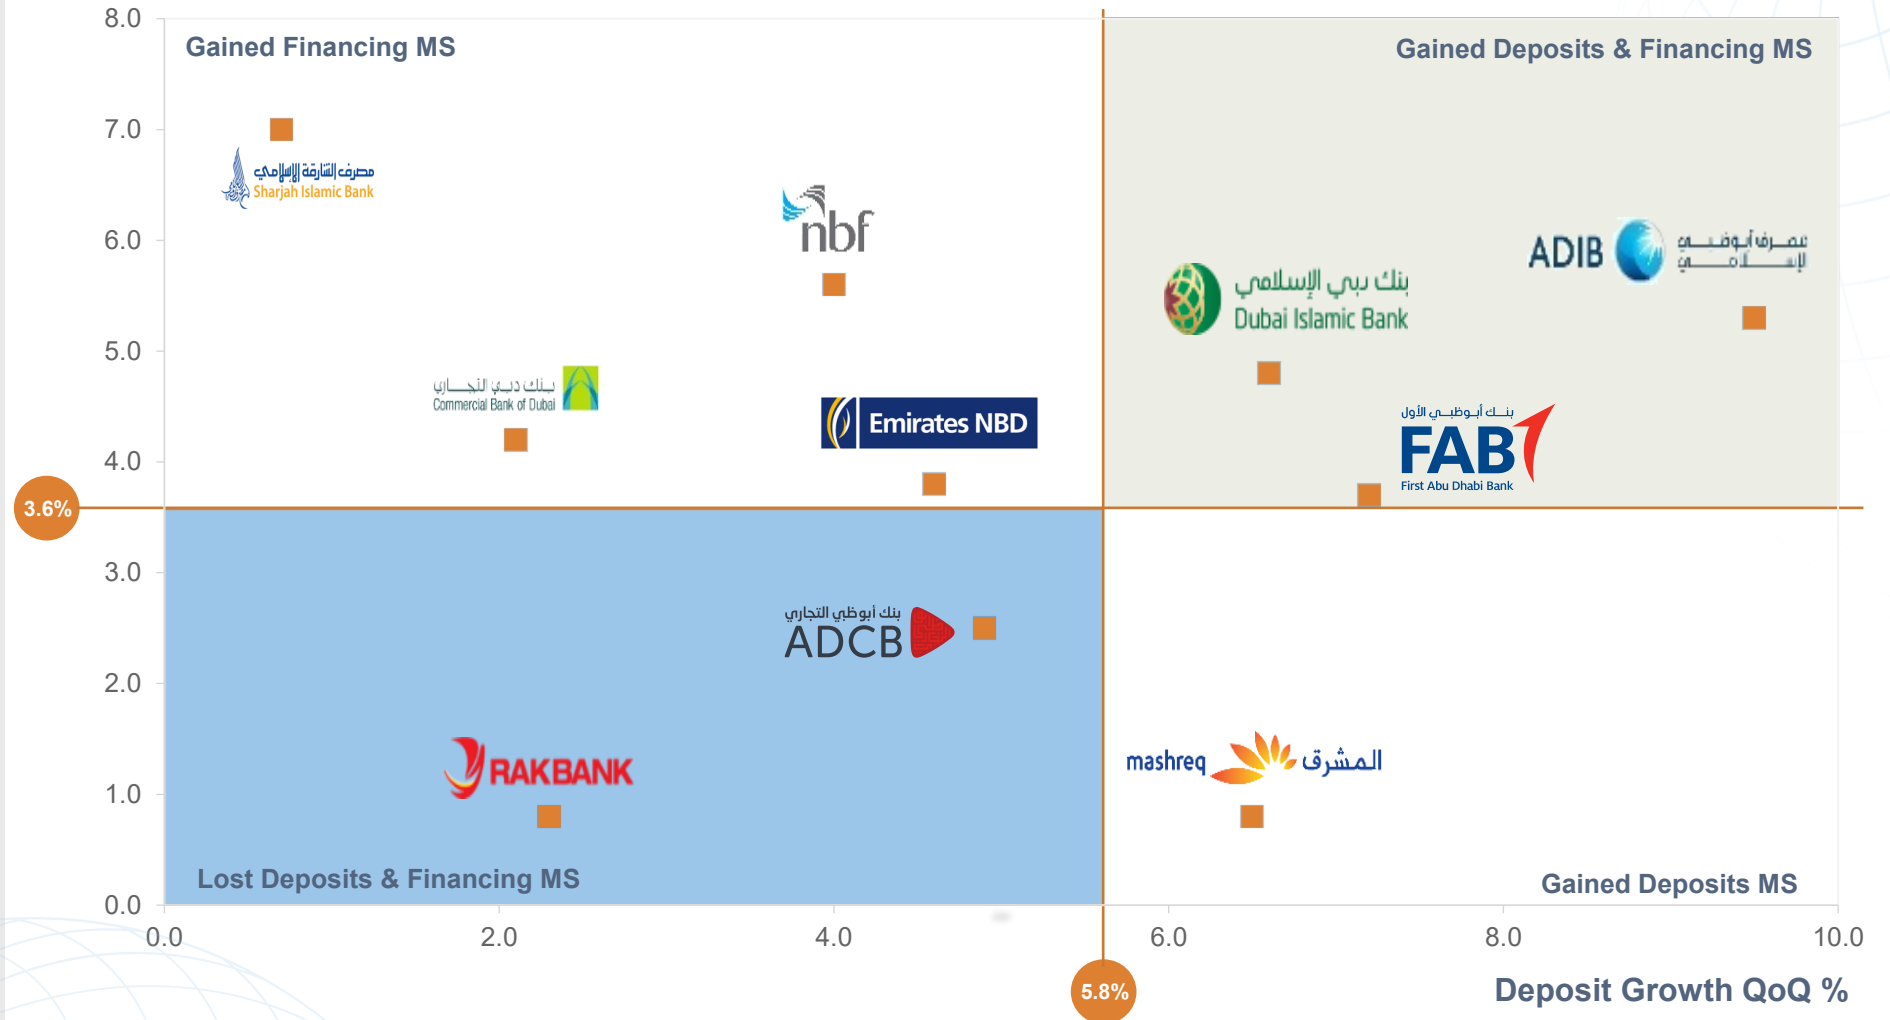 8.0
Gained Financing MS
Gained Deposits & Financing MS
7.0
مصرف الشارقة الإسلامي
Sharjah Islamic Bank
nbf
6.0
ADIB
مصرف أبوظبي
الإسلامي
بنك دبي الإسلامي
Dubai Islamic Bank
5.0
بنك دبي التجاري
Commercial Bank of Dubai
Emirates NBD
بنك أبوظبي الأول
FAB
First Abu Dhabi Bank
4.0
3.6%
3.0
بنك أبوظبي التجاري
ADCB
2.0
RAKBANK
mashreq المشرق
1.0
Lost Deposits & Financing MS
Gained Deposits MS
0.0
0.0 2.0 4.0 6.0 8.0 10.0
5.8%
Deposit Growth QoQ %